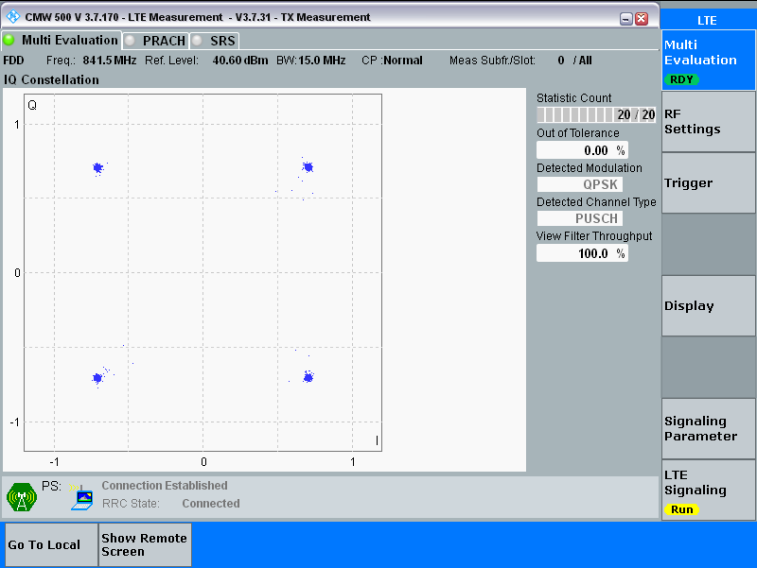 CMW 500 V 3.7.170 - LTE Measurement - V3.7.31 - TX Measurement
LTE
Multi Evaluation PRACH SRS
FDD Freq.: 841.5 MHz Ref. Level: 40.60 dBm BW: 15.0 MHz CP : Normal Meas Subfr./Slot: 0 / All
IQ Constellation
Q
1
0
-1
I
-1 0 1
Statistic Count
20 / 20
Out of Tolerance
0.00 %
Detected Modulation
QPSK
Detected Channel Type
PUSCH
View Filter Throughput
100.0 %
Multi
Evaluation
RDY
RF
Settings
Trigger
Display
Signaling
Parameter
LTE
Signaling
Run
PS: Connection Established
RRC State: Connected
Go To Local
Show Remote
Screen